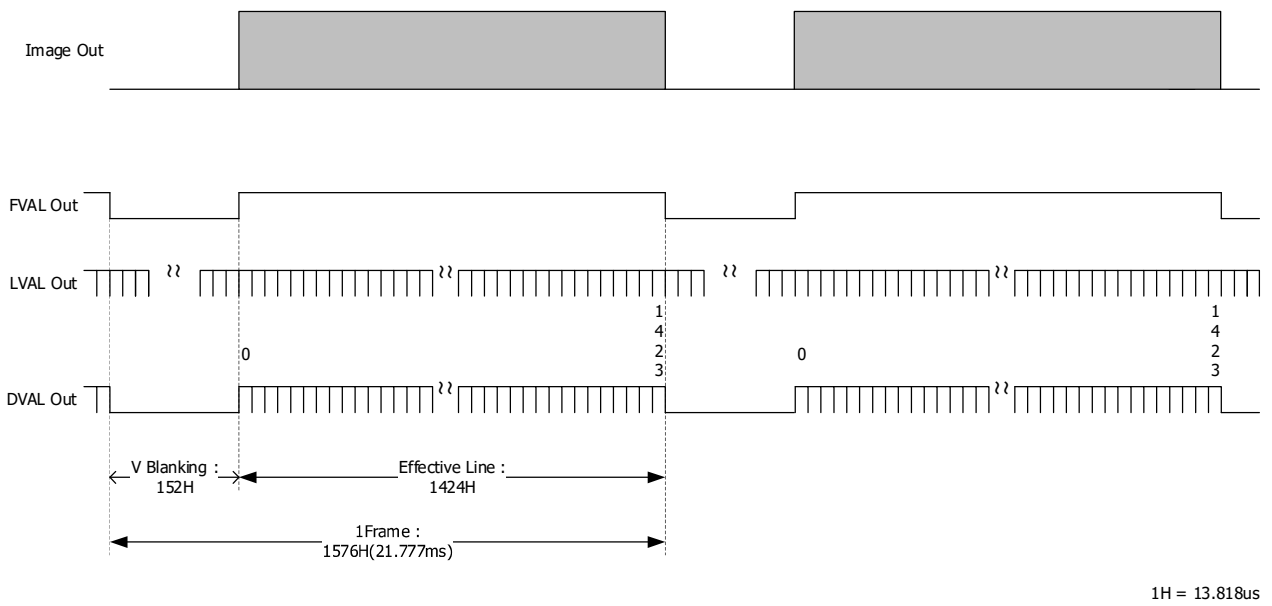 Image Out
FVAL Out
LVAL Out
1
4
2
3
1
4
2
3
0
0
DVAL Out
V Blanking :
152H
Effective Line :
1424H
1Frame :
1576H(21.777ms)
1H = 13.818us